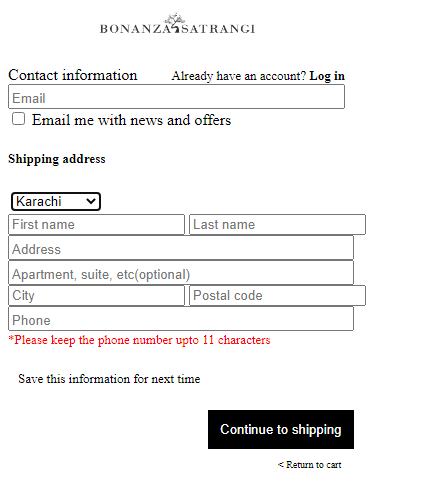 BONANZA SATRANGI
Contact information Already have an account? Log in
Email
Email me with news and offers
Shipping address
Karachi
First name Last name
Address
Apartment, suite, etc(optional)
City Postal code
Phone
*Please keep the phone number upto 11 characters
Save this information for next time
Continue to shipping
< Return to cart